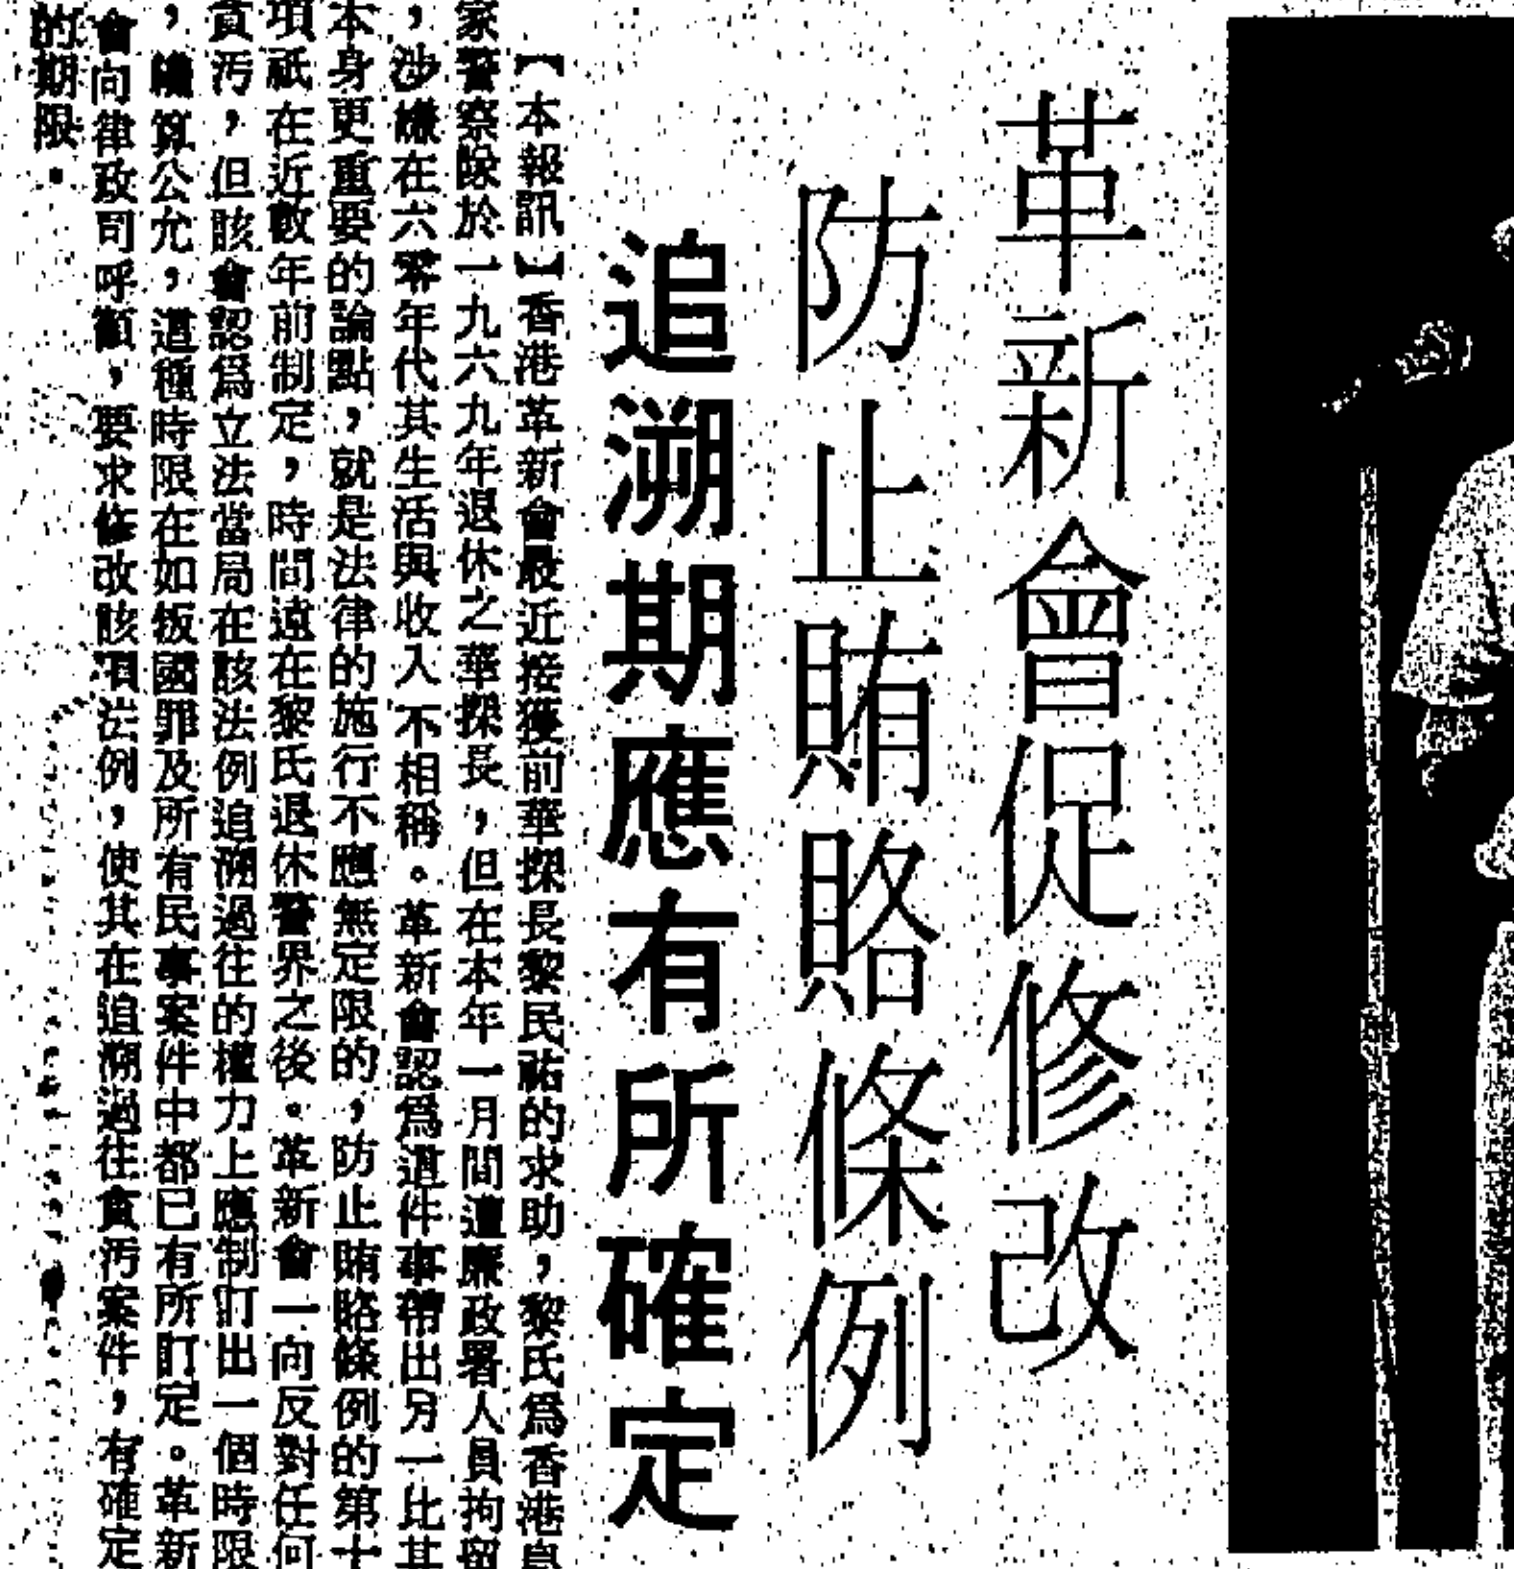 革新會促修改
防止賄賂條例
追溯期應有所確定
【本報訊】香港革新會最近接獲前華探長黎民祐的求助，黎氏爲香港皇
家警察隊於一九六九年退休之華探長，但在本年一月間遭廉政署人員拘留
，涉嫌在六零年代其生活與收入不相稱。革新會認爲這件事帶出另一比其
本身更重要的論點，就是法律的施行不應無定限的，防止賄賂條例的第十
項祇在近數年前制定，時間遠在黎氏退休警界之後。革新會一向反對任何
貪污，但該會認爲立法當局在該法例追溯過往的權力上應制訂出一個時限
，纔算公允，這種時限在如叛國罪及所有民事案件中都已有所訂定。革新
會向律政司呼籲，要求修改該項法例，使其在追溯過往貪污案件，有確定
的期限。